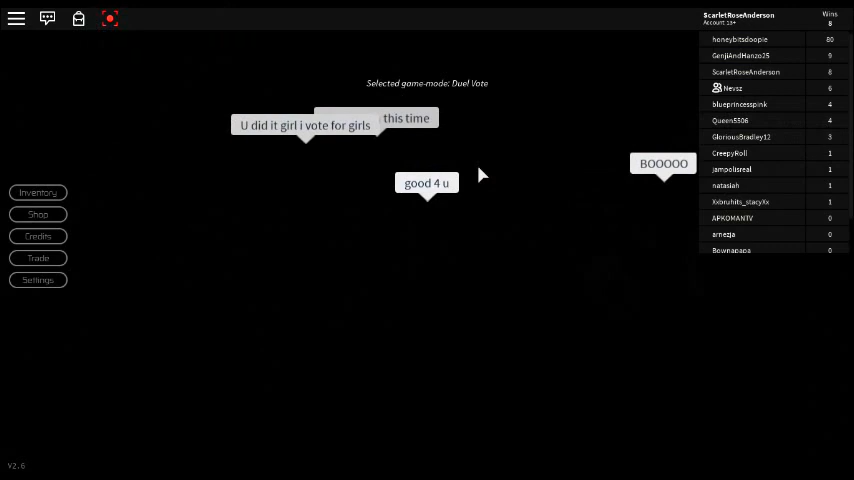 ScarletRoseAnderson
Account: 13+
Wins
8
honeybitsdoopie 80
GenjiAndHanzo25 9
ScarletRoseAnderson 8
Nevsz 6
blueprincesspink 4
Queen5506 4
GloriousBradley12 3
CreepyRoll 1
jampolisreal 1
natasiah 1
Xxbruhits_stacyXx 1
APKOMANTV 0
arnezja 0
Bownapapa 0
Selected game-mode: Duel Vote
this time
U did it girl i vote for girls
BOOOOO
good 4 u
Inventory
Shop
Credits
Trade
Settings
V2.6